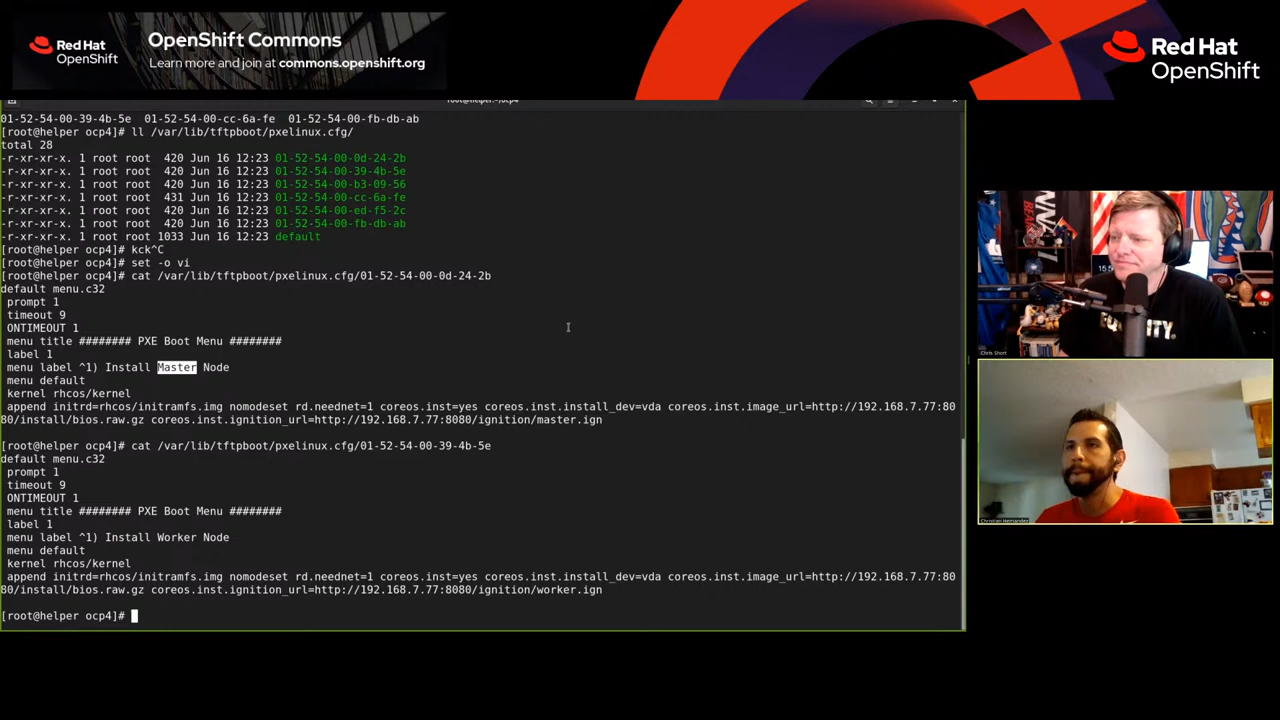 Red Hat
OpenShift
OpenShift Commons
Learn more and join at commons.openshift.org
Red Hat
OpenShift
root@helper:~/ocp4
01-52-54-00-39-4b-5e  01-52-54-00-cc-6a-fe  01-52-54-00-fb-db-ab
[root@helper ocp4]# ll /var/lib/tftpboot/pxelinux.cfg/
total 28
-r-xr-xr-x. 1 root root  420 Jun 16 12:23 01-52-54-00-0d-24-2b
-r-xr-xr-x. 1 root root  420 Jun 16 12:23 01-52-54-00-39-4b-5e
-r-xr-xr-x. 1 root root  420 Jun 16 12:23 01-52-54-00-b3-09-56
-r-xr-xr-x. 1 root root  431 Jun 16 12:23 01-52-54-00-cc-6a-fe
-r-xr-xr-x. 1 root root  420 Jun 16 12:23 01-52-54-00-ed-f5-2c
-r-xr-xr-x. 1 root root  420 Jun 16 12:23 01-52-54-00-fb-db-ab
-r-xr-xr-x. 1 root root 1033 Jun 16 12:23 default
[root@helper ocp4]# kck^C
[root@helper ocp4]# set -o vi
[root@helper ocp4]# cat /var/lib/tftpboot/pxelinux.cfg/01-52-54-00-0d-24-2b
default menu.c32
prompt 1
timeout 9
ONTIMEOUT 1
menu title ######## PXE Boot Menu ########
label 1
menu label ^1) Install Master Node
menu default
kernel rhcos/kernel
append initrd=rhcos/initramfs.img nomodeset rd.neednet=1 coreos.inst=yes coreos.inst.install_dev=vda coreos.inst.image_url=http://192.168.7.77:80
80/install/bios.raw.gz coreos.inst.ignition_url=http://192.168.7.77:8080/ignition/master.ign
[root@helper ocp4]# cat /var/lib/tftpboot/pxelinux.cfg/01-52-54-00-39-4b-5e
default menu.c32
prompt 1
timeout 9
ONTIMEOUT 1
menu title ######## PXE Boot Menu ########
label 1
menu label ^1) Install Worker Node
menu default
kernel rhcos/kernel
append initrd=rhcos/initramfs.img nomodeset rd.neednet=1 coreos.inst=yes coreos.inst.install_dev=vda coreos.inst.image_url=http://192.168.7.77:80
80/install/bios.raw.gz coreos.inst.ignition_url=http://192.168.7.77:8080/ignition/worker.ign
[root@helper ocp4]#
Chris Short
Christian Hernandez